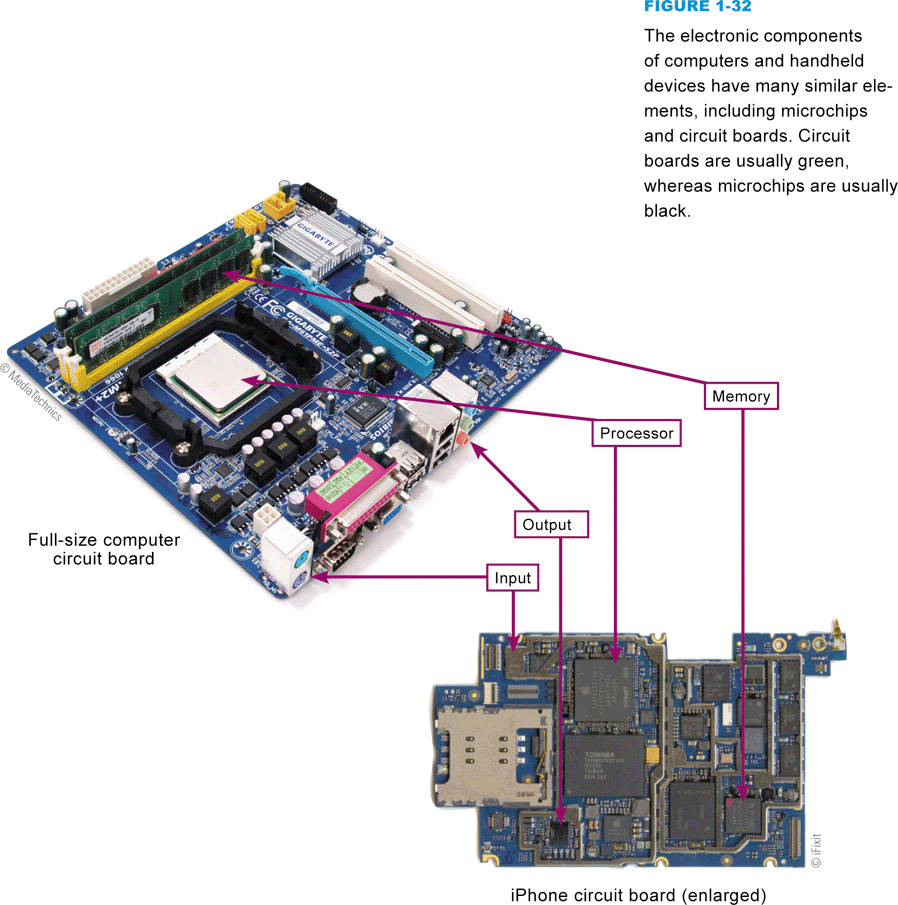 FIGURE 1-32
The electronic components
of computers and handheld
devices have many similar ele-
ments, including microchips
and circuit boards. Circuit
boards are usually green,
whereas microchips are usually
black.
GIGABYTE
GIGABYTE
© MediaTechnics
Memory
Processor
Output
Input
Full-size computer
circuit board
TOSHIBA
© iFixit
iPhone circuit board (enlarged)